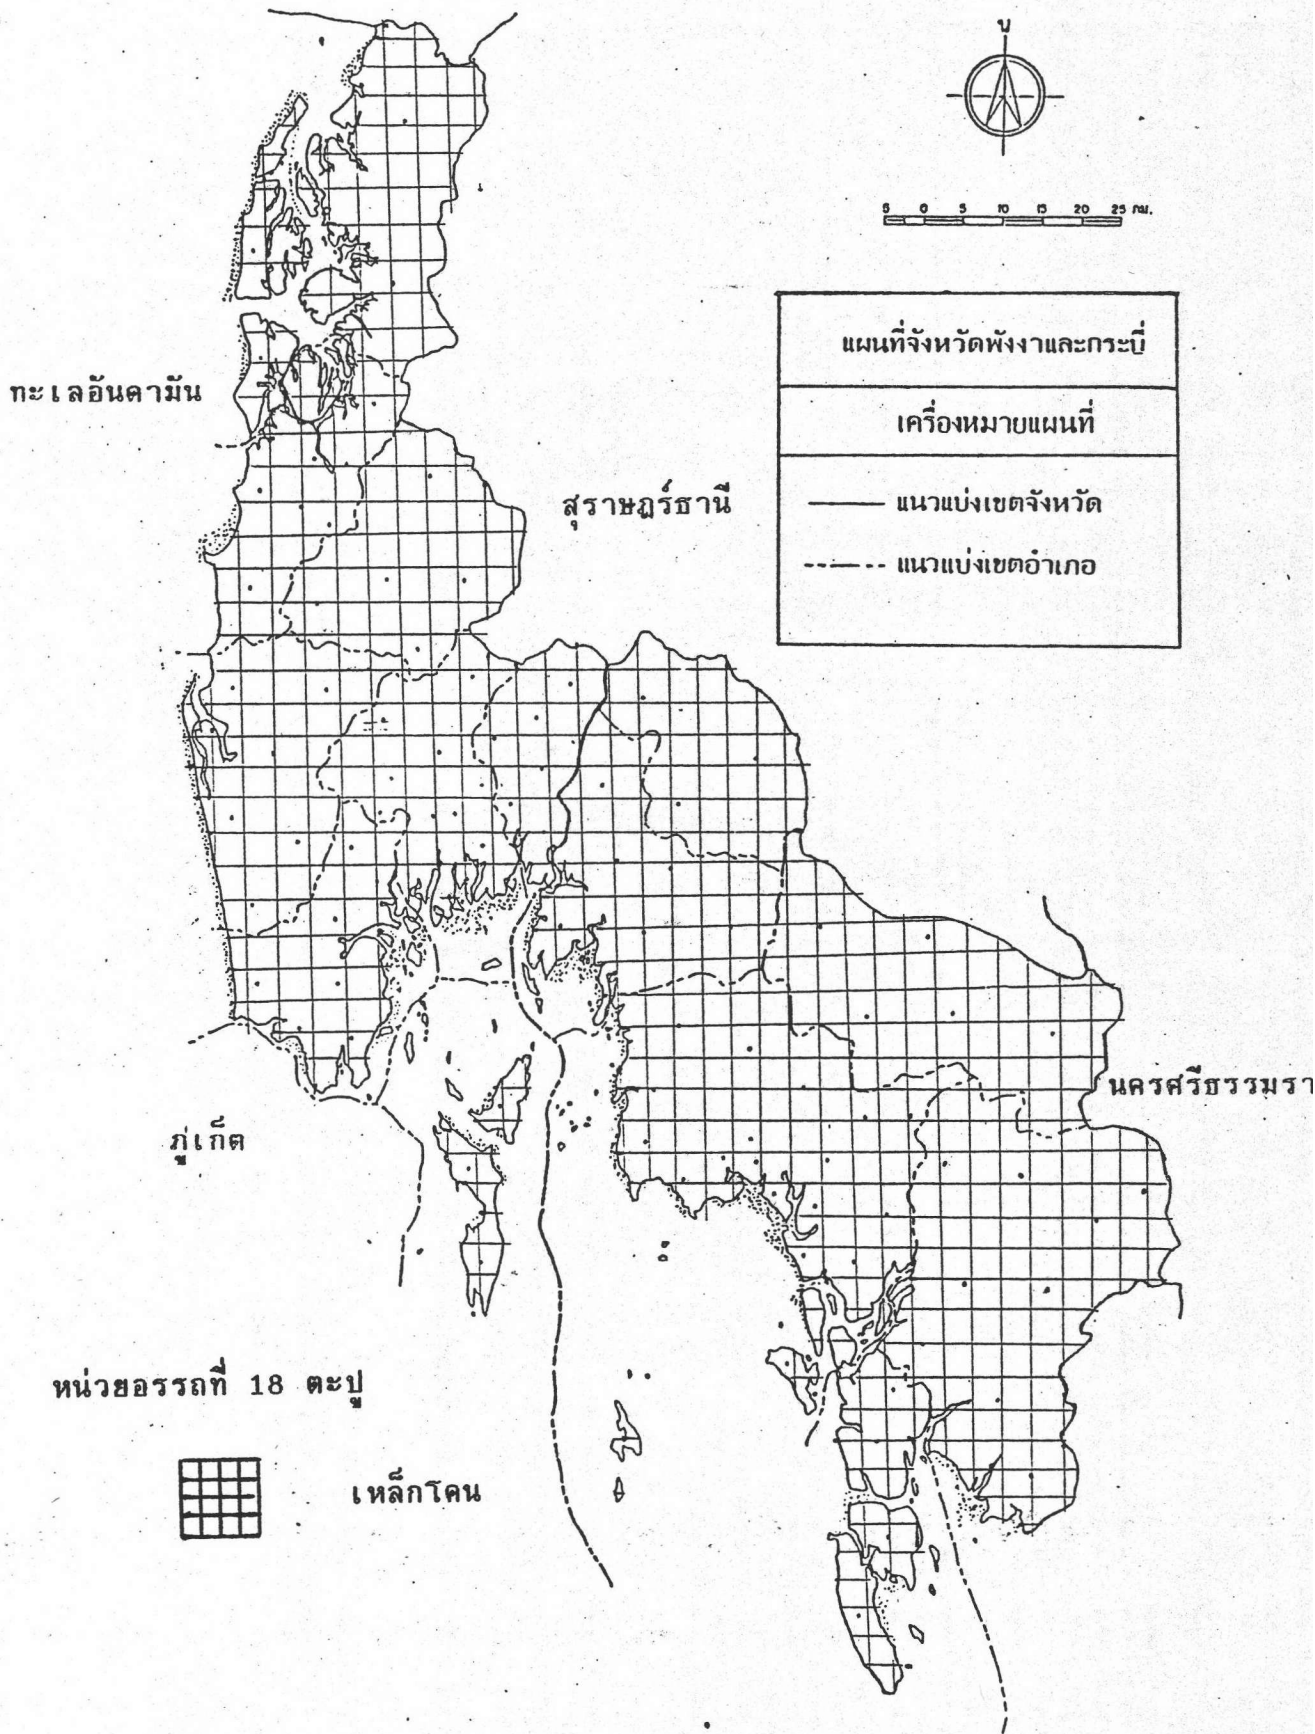 น
5 0 5 10 15 20 25 กม.
แผนที่จังหวัดพังงาและกระบี่
เครื่องหมายแผนที่
แนวแบ่งเขตจังหวัด
แนวแบ่งเขตอำเภอ
ทะเลอันดามัน
สุราษฎร์ธานี
นครศรีธรรมรา
ภูเก็ต
หน่วยอรรถที่ 18 ตะปู
เหล็กโคน